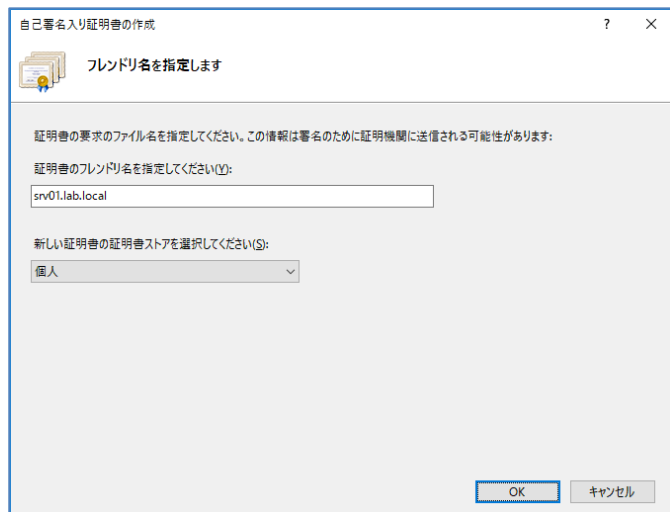 自己署名入り証明書の作成
フレンドリ名を指定します
証明書の要求のファイル名を指定してください。この情報は署名のために証明機関に送信される可能性があります:
証明書のフレンドリ名を指定してください(Y):
srv01.lab.local
新しい証明書の証明書ストアを選択してください(S):
個人
OK
キャンセル